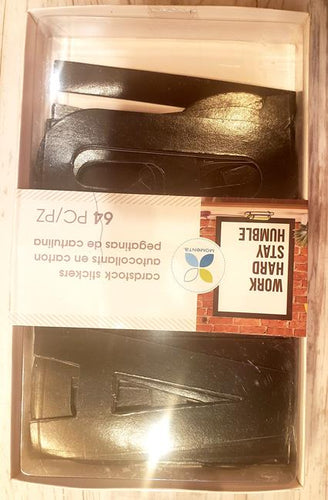 WORK
HARD
STAY
HUMBLE
MOMENTA
cardstock stickers
autocollants en carton
pegatinas de cartulina
64 PC/PZ